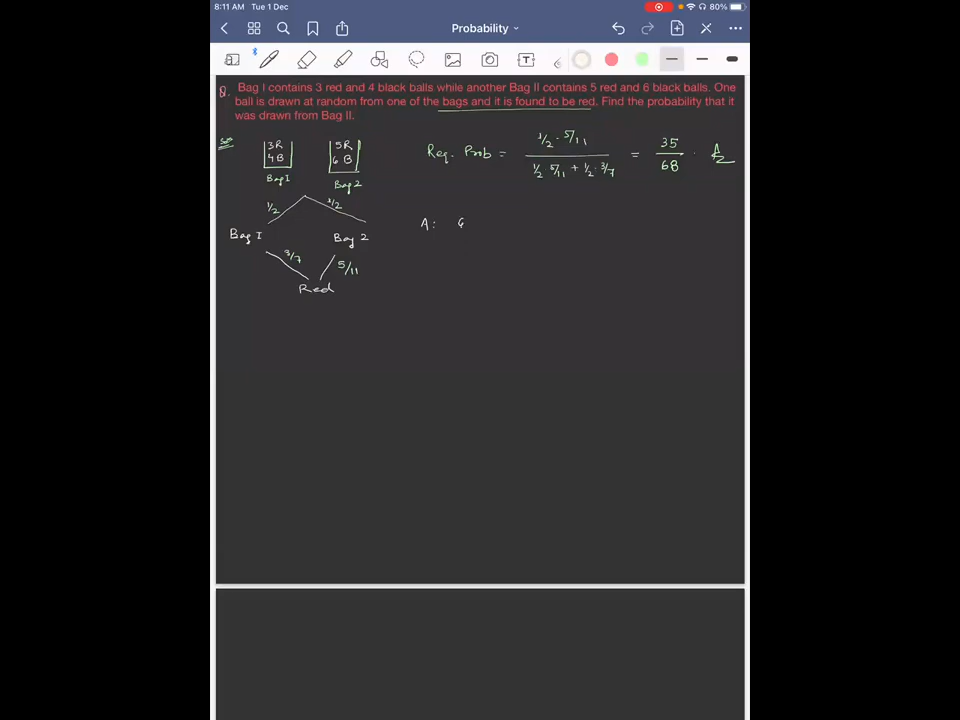 8:11 AM Tue 1 Dec 80%
Probability
T
Q. Bag I contains 3 red and 4 black balls while another Bag II contains 5 red and 6 black balls. One
ball is drawn at random from one of the bags and it is found to be red. Find the probability that it
was drawn from Bag II.
3R 5R
4B 6 B
Bag 1 Bag 2
Req. Prob = (1/2 · 5/11) / (1/2 · 5/11 + 1/2 · 3/7) = 35/68 ·
1/2 1/2
Bag I Bag 2
A:
3/7 5/11
Red